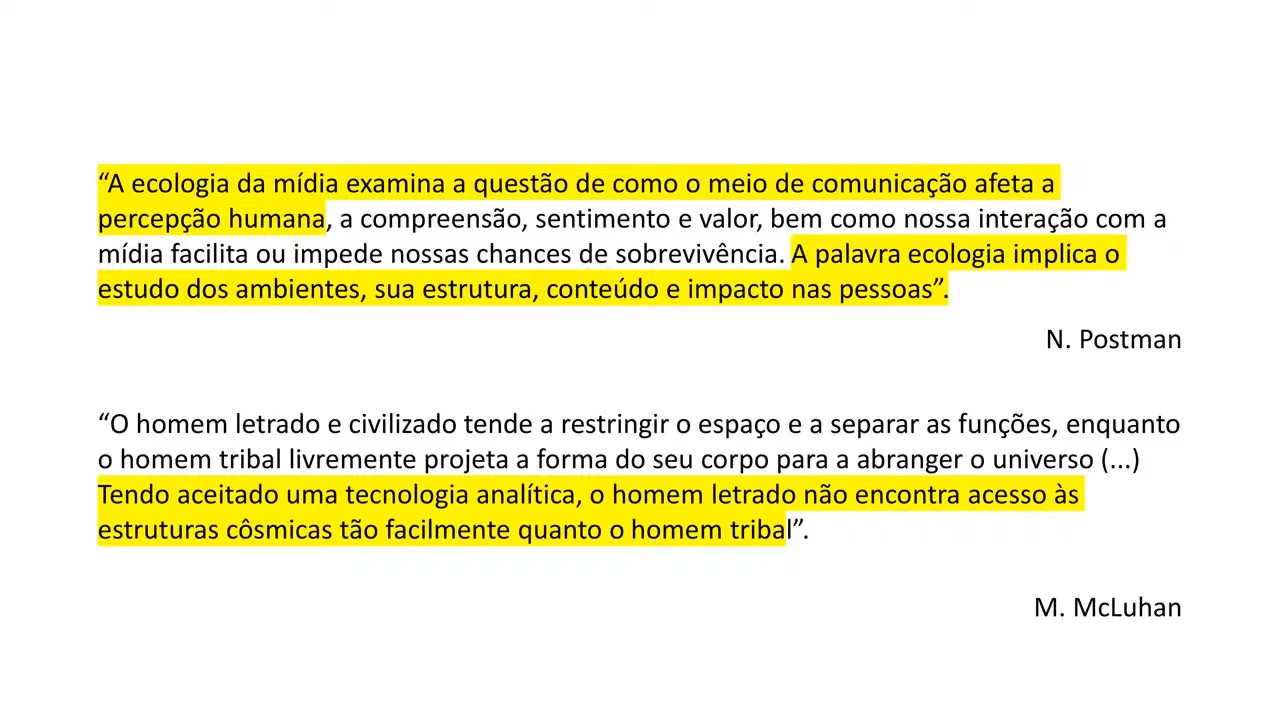 “A ecologia da mídia examina a questão de como o meio de comunicação afeta a
percepção humana, a compreensão, sentimento e valor, bem como nossa interação com a
mídia facilita ou impede nossas chances de sobrevivência. A palavra ecologia implica o
estudo dos ambientes, sua estrutura, conteúdo e impacto nas pessoas”.
N. Postman
“O homem letrado e civilizado tende a restringir o espaço e a separar as funções, enquanto
o homem tribal livremente projeta a forma do seu corpo para a abranger o universo (...)
Tendo aceitado uma tecnologia analítica, o homem letrado não encontra acesso às
estruturas côsmicas tão facilmente quanto o homem tribal”.
M. McLuhan